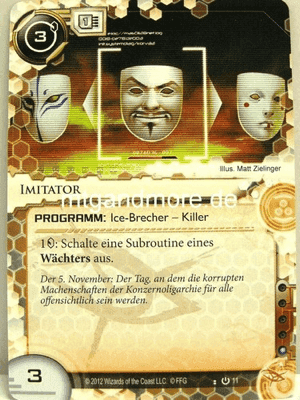 3
1
Illus. Matt Zielinger
IMITATOR
PROGRAMM: Ice-Brecher – Killer
1: Schalte eine Subroutine eines
Wächters aus.
Der 5. November: Der Tag, an dem die korrupten
Machenschaften der Konzernoligarchie für alle
offensichtlich sein werden.
3
© 2012 Wizards of the Coast LLC. © FFG
11